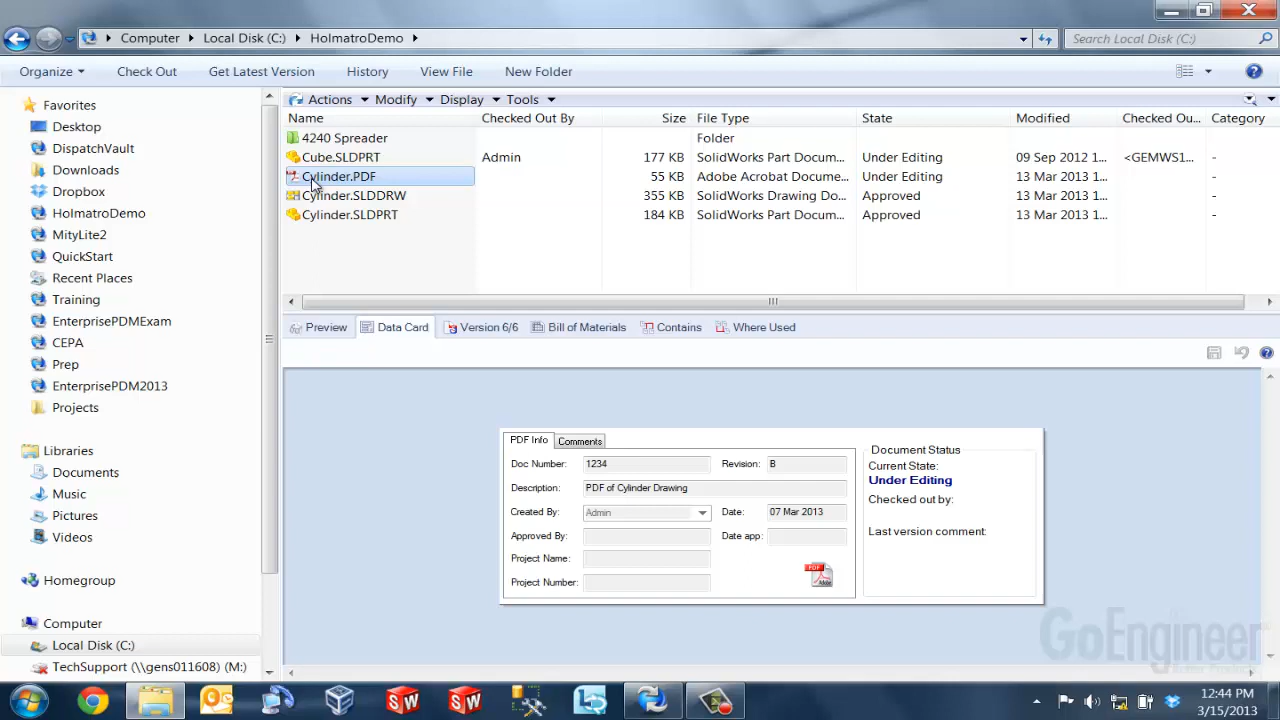 Computer Local Disk (C:) HolmatroDemo
Search Local Disk (C:)
Organize Check Out Get Latest Version History View File New Folder
Favorites
Desktop
DispatchVault
Downloads
Dropbox
HolmatroDemo
MityLite2
QuickStart
Recent Places
Training
EnterprisePDMExam
CEPA
Prep
EnterprisePDM2013
Projects
Libraries
Documents
Music
Pictures
Videos
Homegroup
Computer
Local Disk (C:)
TechSupport (\\gens011608) (M:)
Actions Modify Display Tools
Name Checked Out By Size File Type State Modified Checked Ou... Category
4240 Spreader Folder
Cube.SLDPRT Admin 177 KB SolidWorks Part Docum... Under Editing 09 Sep 2012 1... <GEMWS1... -
Cylinder.PDF 55 KB Adobe Acrobat Docume... Under Editing 13 Mar 2013 1... -
Cylinder.SLDDRW 355 KB SolidWorks Drawing Do... Approved 13 Mar 2013 1... -
Cylinder.SLDPRT 184 KB SolidWorks Part Docum... Approved 13 Mar 2013 1... -
Preview Data Card Version 6/6 Bill of Materials Contains Where Used
PDF Info Comments
Doc Number: 1234 Revision: B
Description: PDF of Cylinder Drawing
Created By: Admin Date: 07 Mar 2013
Approved By: Date app:
Project Name:
Project Number:
PDF
Adobe
Document Status
Current State:
Under Editing
Checked out by:
Last version comment:
GoEngineer
12:44 PM
3/15/2013